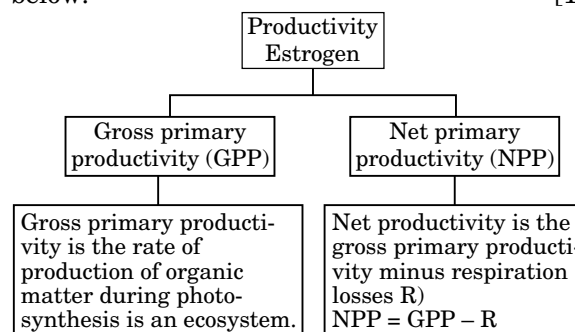 below.
[1
Productivity
Estrogen
Gross primary
productivity (GPP)
Net primary
productivity (NPP)
Gross primary producti-
vity is the rate of
production of organic
matter during photo-
synthesis is an ecosystem.
Net productivity is the
gross primary producti-
vity minus respiration
losses R)
NPP = GPP – R